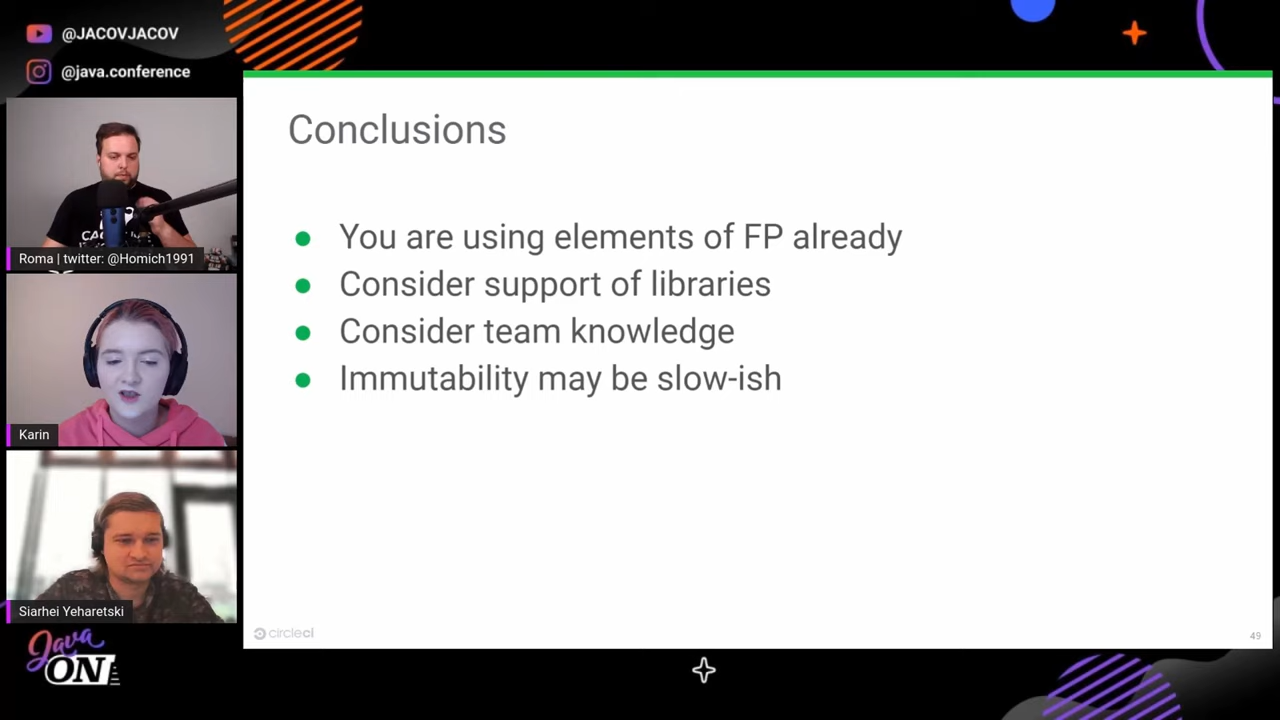 @JACOVJACOV
@java.conference
Roma | twitter: @Homich1991
Karin
Siarhei Yeharetski
Java
ON
Conclusions
You are using elements of FP already
Consider support of libraries
Consider team knowledge
Immutability may be slow-ish
circleci
49